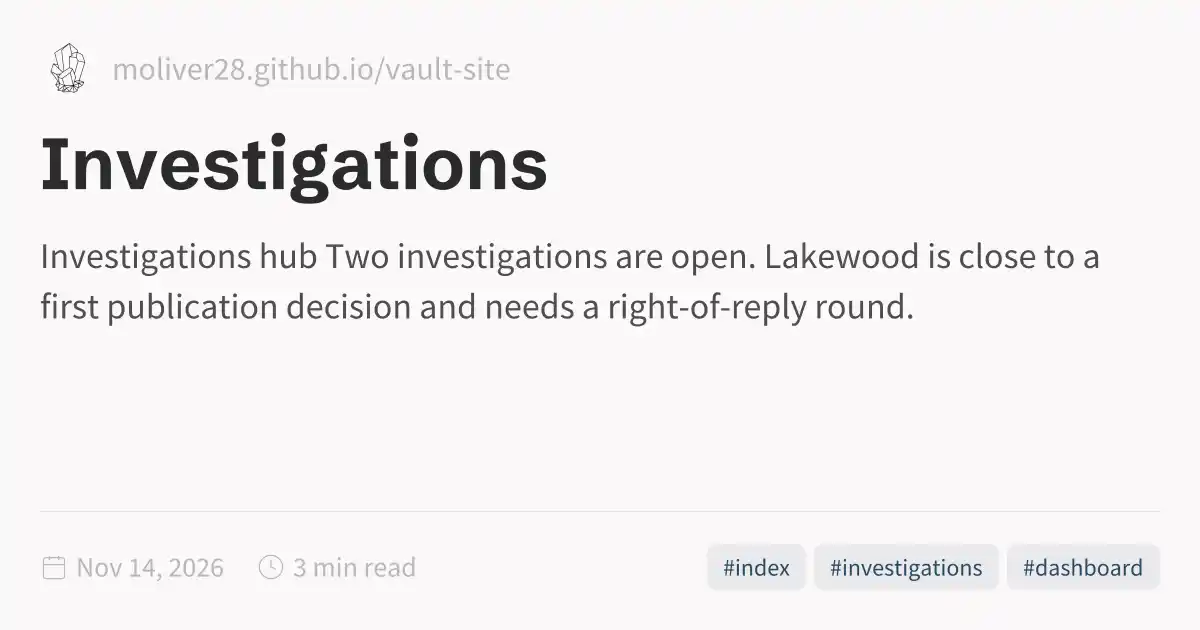 moliver28.github.io/vault-site
Investigations
Investigations hub Two investigations are open. Lakewood is close to a
first publication decision and needs a right-of-reply round.
Nov 14, 2026 3 min read #index #investigations #dashboard